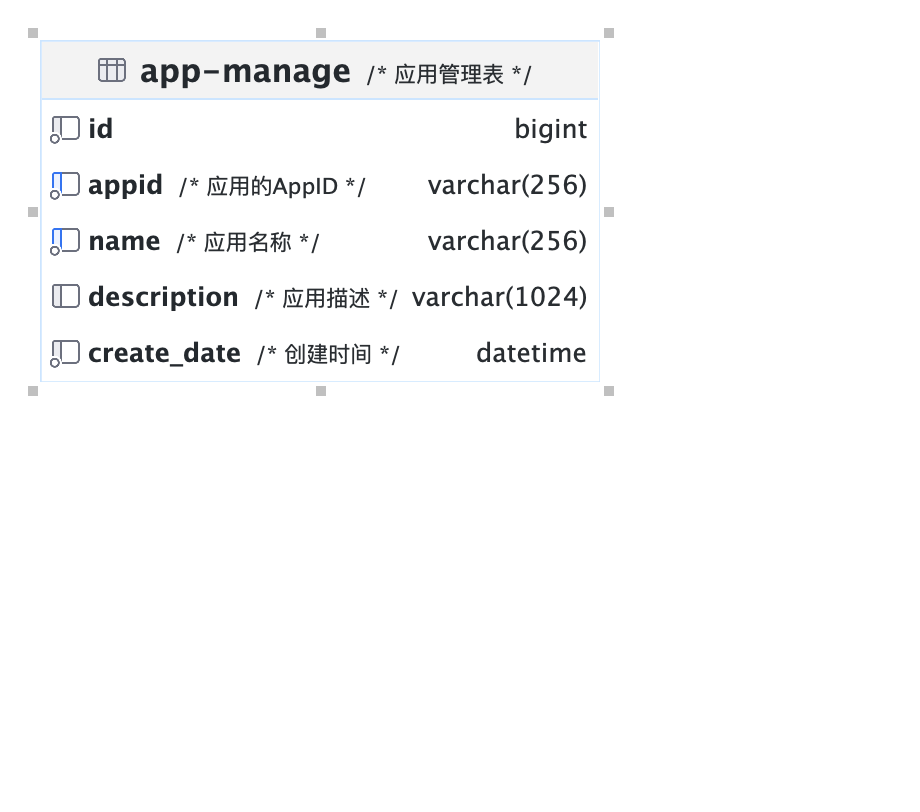 app-manage /* 应用管理表 */
id bigint
appid /* 应用的AppID */ varchar(256)
name /* 应用名称 */ varchar(256)
description /* 应用描述 */ varchar(1024)
create_date /* 创建时间 */ datetime